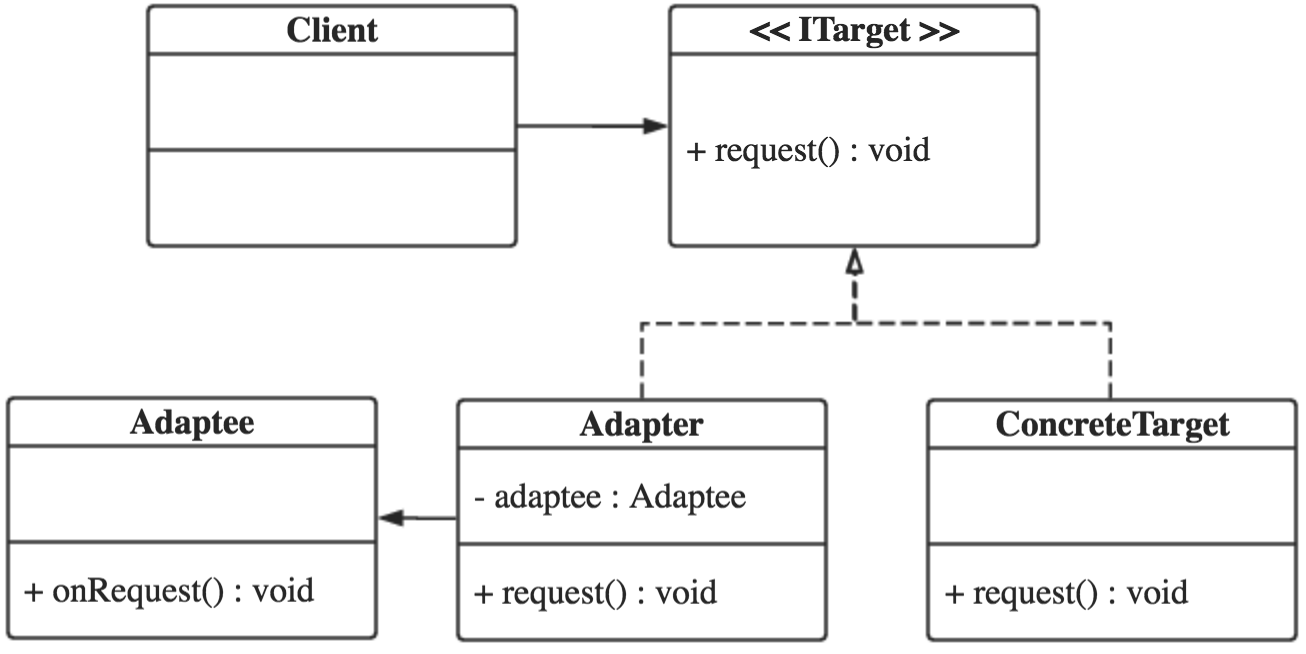 Client
<< ITarget >>
+ request() : void
Adaptee
+ onRequest() : void
Adapter
- adaptee : Adaptee
+ request() : void
ConcreteTarget
+ request() : void